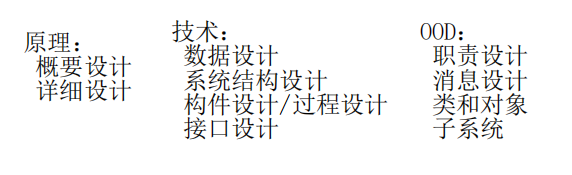 原理：
概要设计
详细设计
技术：
数据设计
系统结构设计
构件设计/过程设计
接口设计
OOD：
职责设计
消息设计
类和对象
子系统